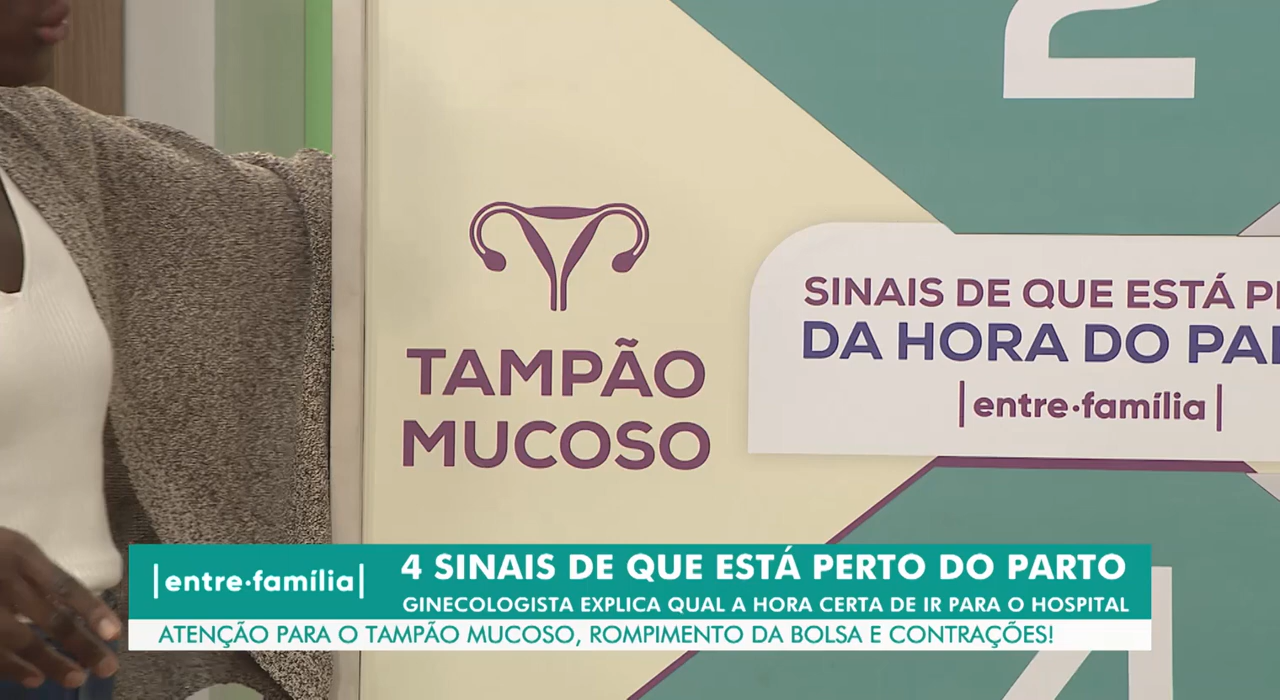 2
TAMPÃO
MUCOSO
SINAIS DE QUE ESTÁ
DA HORA DO
|entre·família|
4
|entre·família|
4 SINAIS DE QUE ESTÁ PERTO DO PARTO
GINECOLOGISTA EXPLICA QUAL A HORA CERTA DE IR PARA O HOSPITAL
ATENÇÃO PARA O TAMPÃO MUCOSO, ROMPIMENTO DA BOLSA E CONTRAÇÕES!